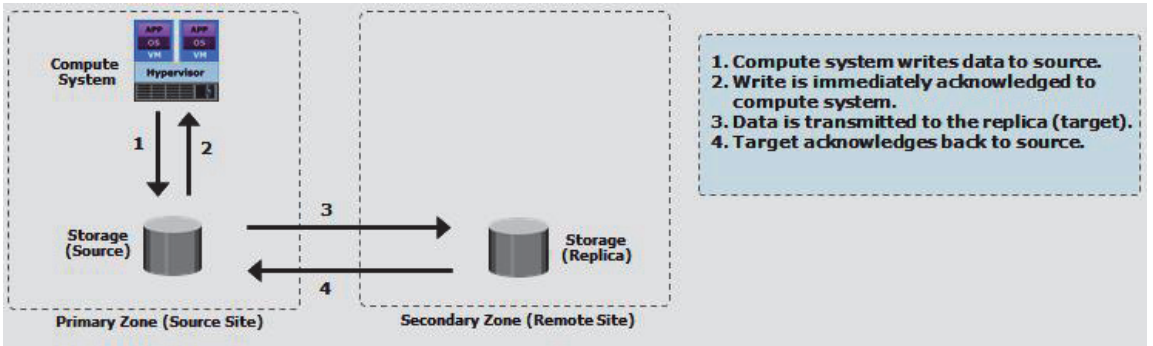 APP APP
OS OS
VM VM
Hypervisor
Compute
System
1
2
Storage
(Source)
3
4
Storage
(Replica)
Primary Zone (Source Site)
Secondary Zone (Remote Site)
1. Compute system writes data to source.
2. Write is immediately acknowledged to
compute system.
3. Data is transmitted to the replica (target).
4. Target acknowledges back to source.